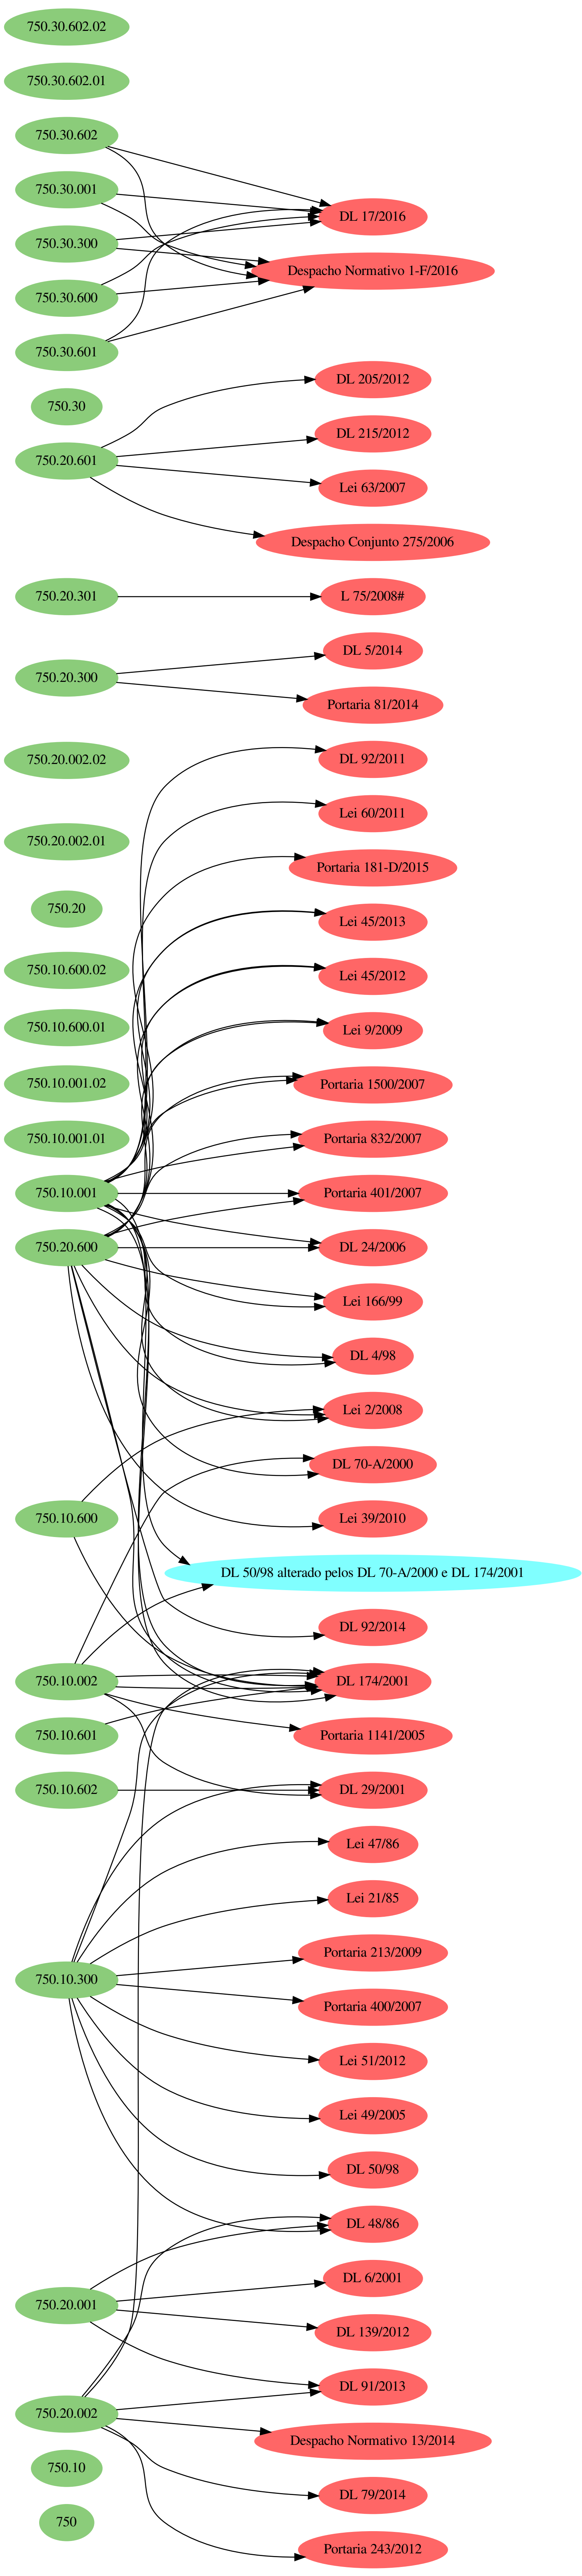 750.30.602.02
750.30.602.01
750.30.602
750.30.001
DL 17/2016
750.30.300
Despacho Normativo 1-F/2016
750.30.600
750.30.601
DL 205/2012
750.30
DL 215/2012
750.20.601
Lei 63/2007
Despacho Conjunto 275/2006
750.20.301
L 75/2008#
DL 5/2014
750.20.300
Portaria 81/2014
DL 92/2011
750.20.002.02
Lei 60/2011
750.20.002.01
Portaria 181-D/2015
750.20
Lei 45/2013
750.10.600.02
Lei 45/2012
750.10.600.01
Lei 9/2009
750.10.001.02
Portaria 1500/2007
750.10.001.01
Portaria 832/2007
750.10.001
Portaria 401/2007
750.20.600
DL 24/2006
Lei 166/99
DL 4/98
Lei 2/2008
DL 70-A/2000
750.10.600
Lei 39/2010
DL 50/98 alterado pelos DL 70-A/2000 e DL 174/2001
DL 92/2014
750.10.002
DL 174/2001
750.10.601
Portaria 1141/2005
750.10.602
DL 29/2001
Lei 47/86
Lei 21/85
Portaria 213/2009
750.10.300
Portaria 400/2007
Lei 51/2012
Lei 49/2005
DL 50/98
DL 48/86
DL 6/2001
750.20.001
DL 139/2012
DL 91/2013
750.20.002
Despacho Normativo 13/2014
750.10
DL 79/2014
750
Portaria 243/2012